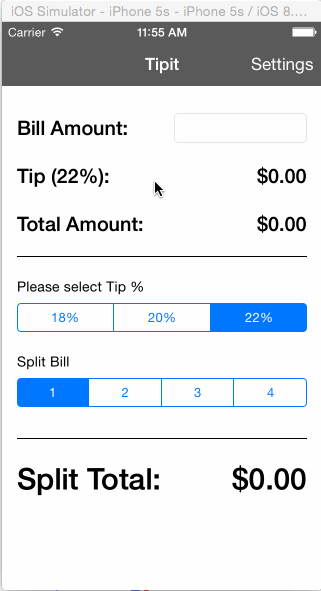 iOS Simulator - iPhone 5s - iPhone 5s / iOS 8....
Carrier 11:55 AM
Tipit Settings
Bill Amount:
Tip (22%): $0.00
Total Amount: $0.00
Please select Tip %
18% 20% 22%
Split Bill
1 2 3 4
Split Total: $0.00